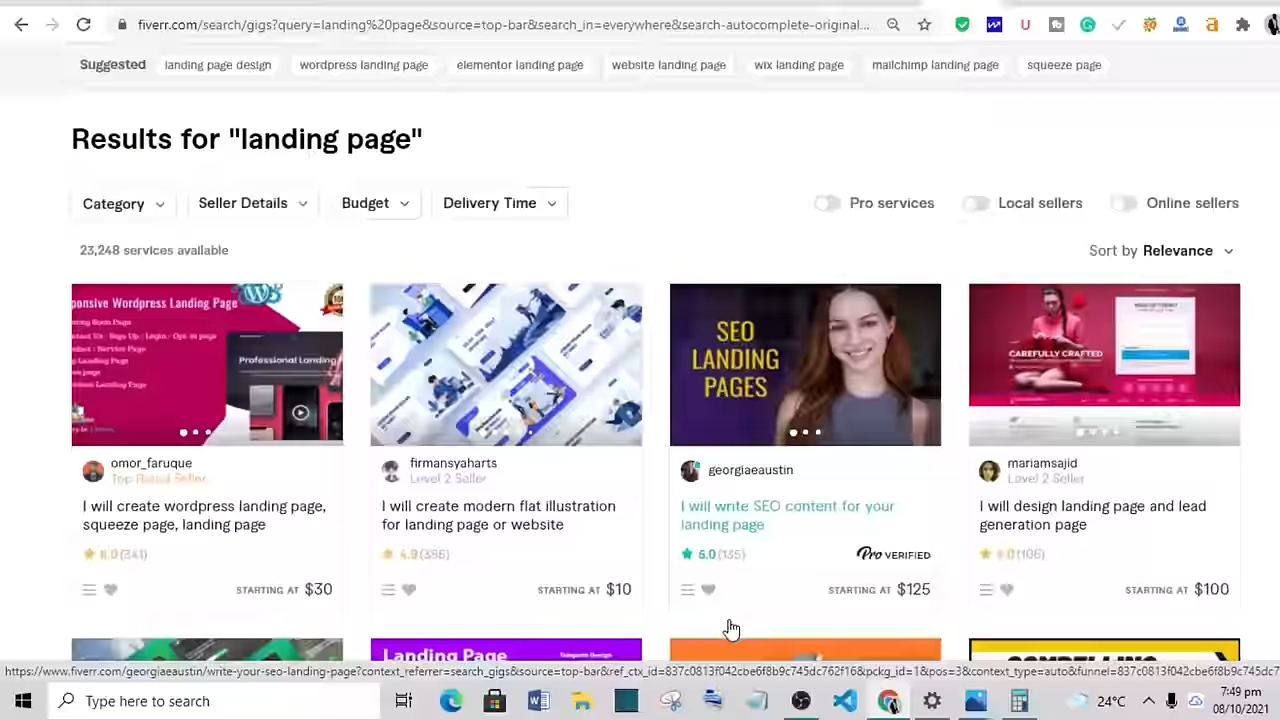 fiverr.com/search/gigs?query=landing%20page&source=top-bar&search_in=everywhere&search-autocomplete-original...
Suggested landing page design wordpress landing page elementor landing page website landing page wix landing page mailchimp landing page squeeze page
Results for "landing page"
Category Seller Details Budget Delivery Time Pro services Local sellers Online sellers
23,248 services available Sort by Relevance
ponsive Wordpress Landing Page
Professional Landing
SEO
LANDING
PAGES
CAREFULLY CRAFTED
omor_faruque
Top Rated Seller
firmansyaharts
Level 2 Seller
georgiaeaustin
mariamsajid
Level 2 Seller
I will create wordpress landing page,
squeeze page, landing page
I will create modern flat illustration
for landing page or website
I will write SEO content for your
landing page
I will design landing page and lead
generation page
5.0 (341)
4.9 (386)
5.0 (135)
Pro VERIFIED
5.0 (106)
STARTING AT $30
STARTING AT $10
STARTING AT $125
STARTING AT $100
Landing Page
COMPELLING
https://www.fiverr.com/georgiaeaustin/write-your-seo-landing-page?context_referrer=search_gigs&source=top-bar&ref_ctx_id=837c0813f042cbe6f8b9c745dc762f16&pckg_id=1&pos=3&context_type=auto&funnel=837c0813f042cbe6f8b9c745dc7
Type here to search
24°C
7:49 pm
08/10/2021